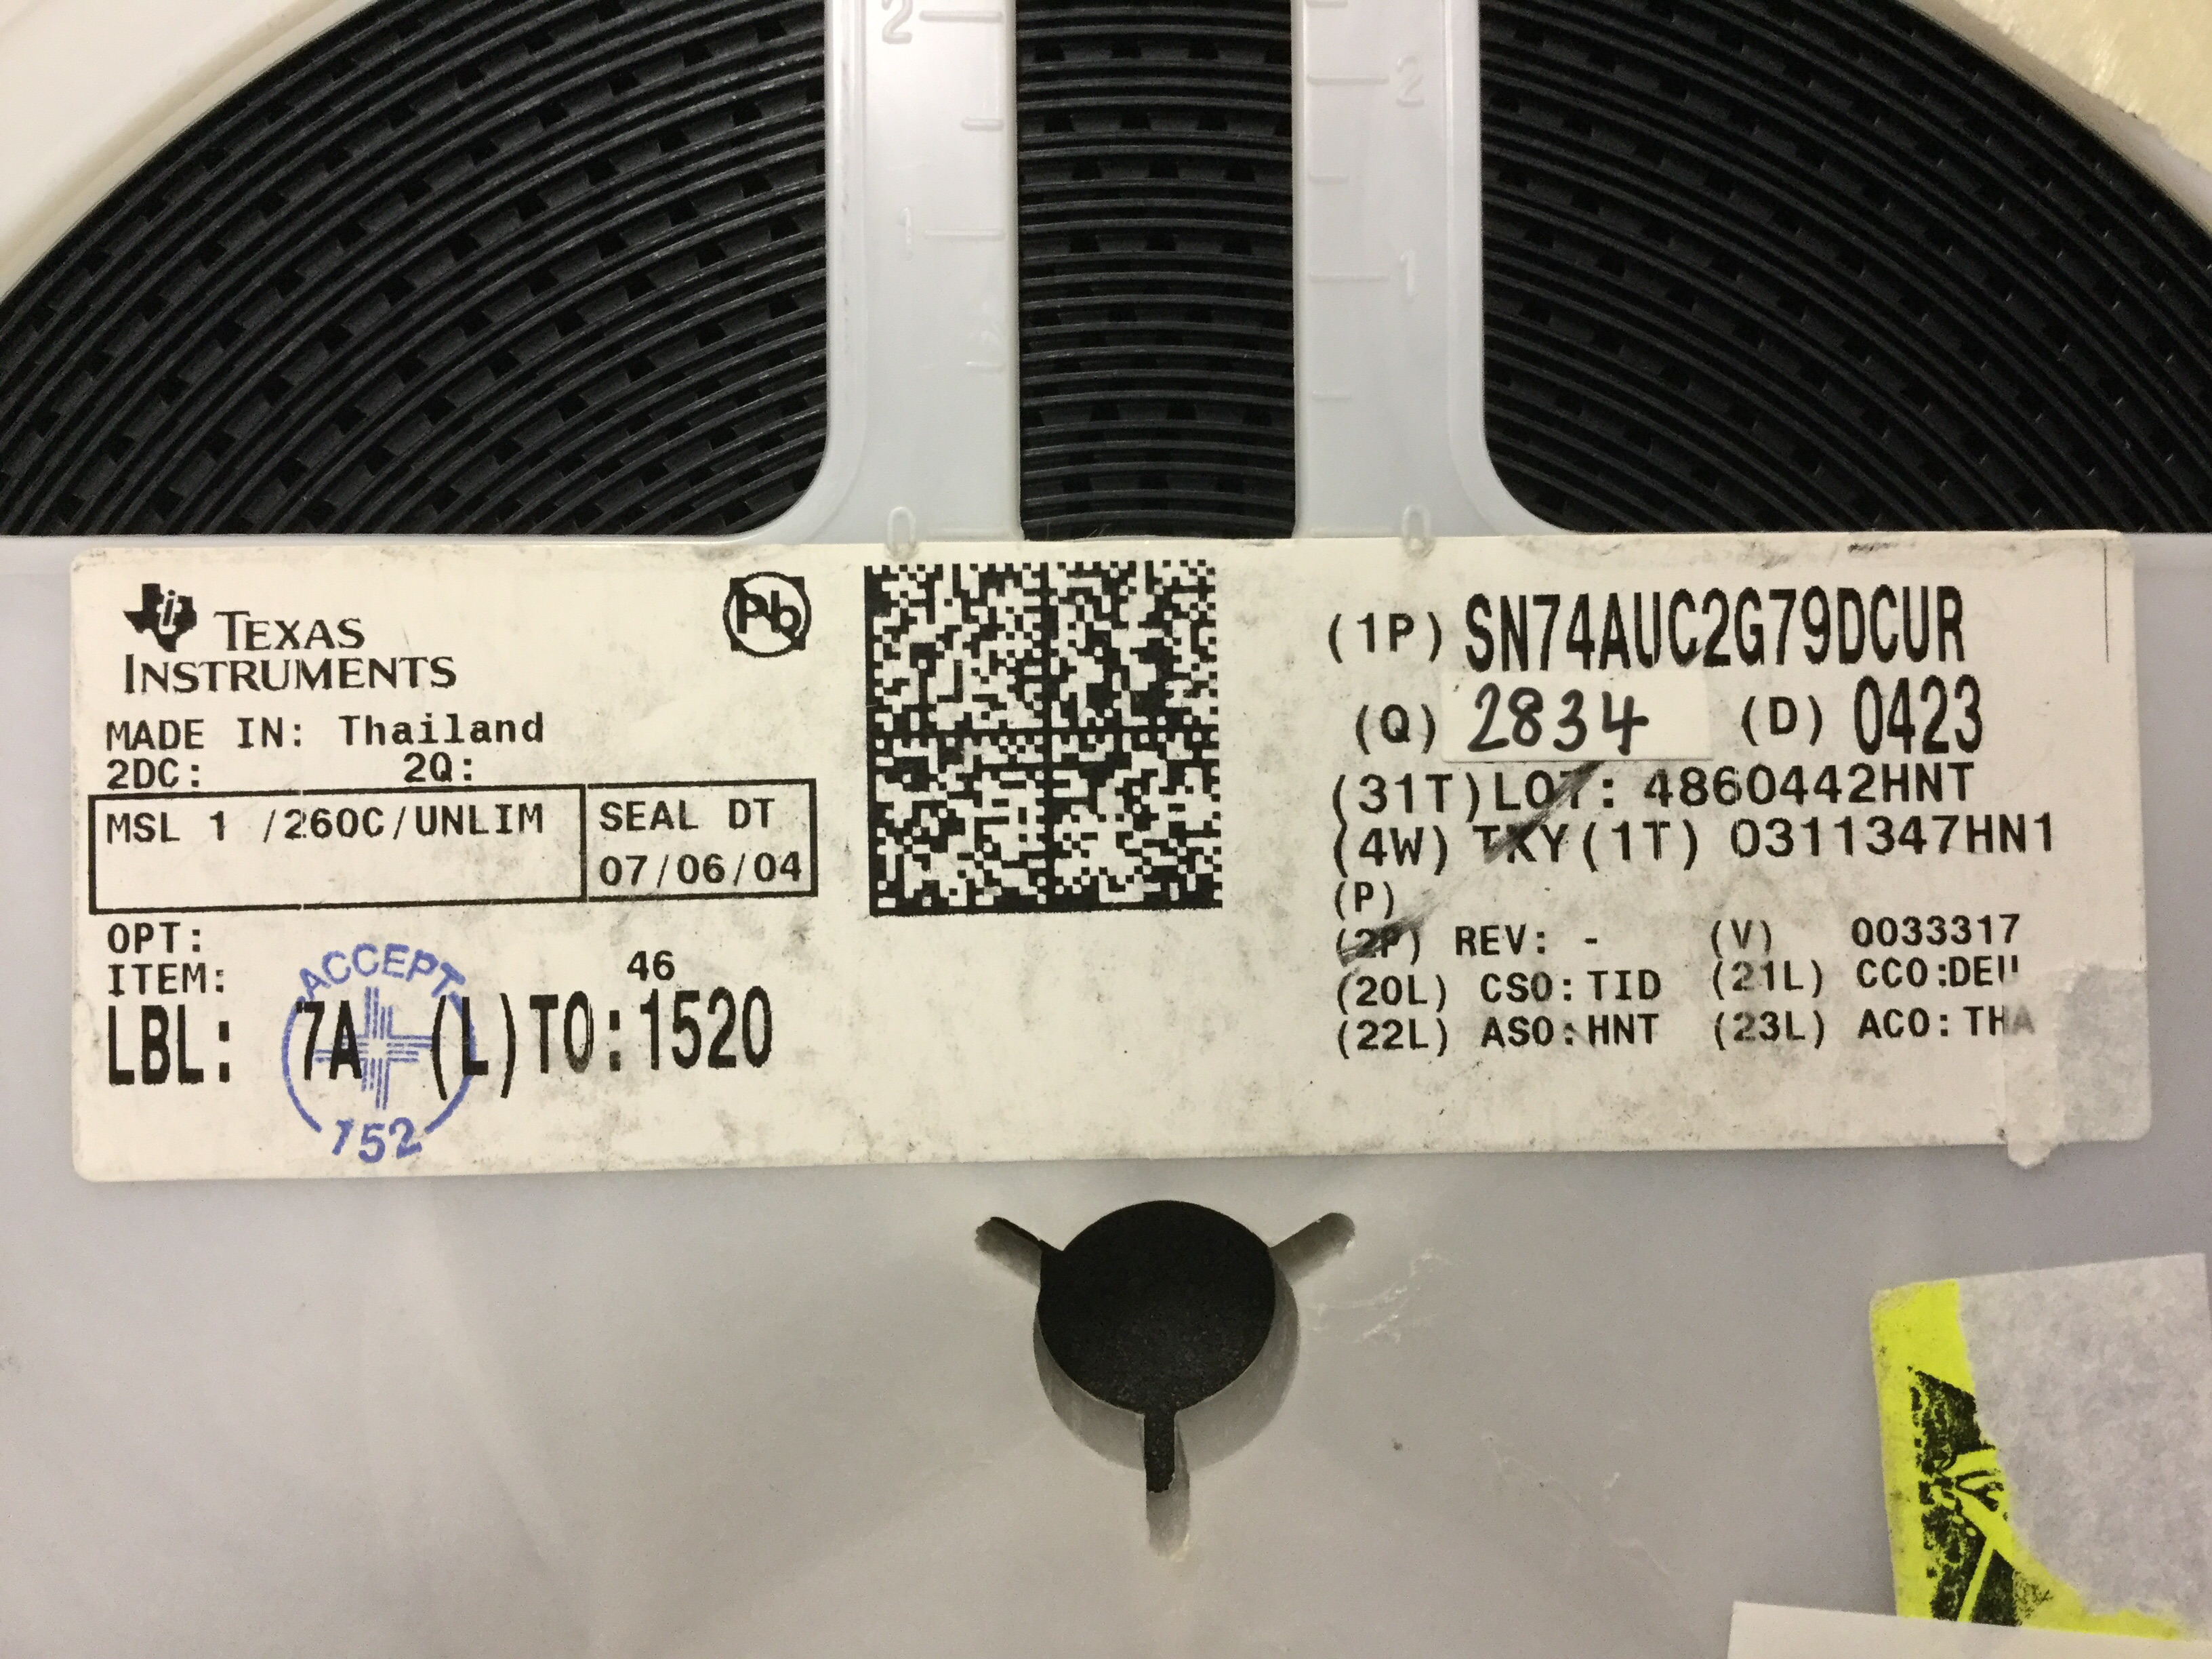 2
2
1
1
0
0
TEXAS
INSTRUMENTS
Pb
MADE IN: Thailand
2DC: 2Q:
MSL 1 /260C/UNLIM
SEAL DT
07/06/04
OPT:
ITEM:
46
LBL: 7A (L)TO:1520
ACCEPT
152
(1P) SN74AUC2G79DCUR
(Q) 2834 (D) 0423
(31T)LOT: 4860442HNT
(4W) TKY(1T) 0311347HN1
(P)
(2P) REV: - (V) 0033317
(20L) CSO:TID (21L) CCO:DEU
(22L) ASO:HNT (23L) ACO:THA